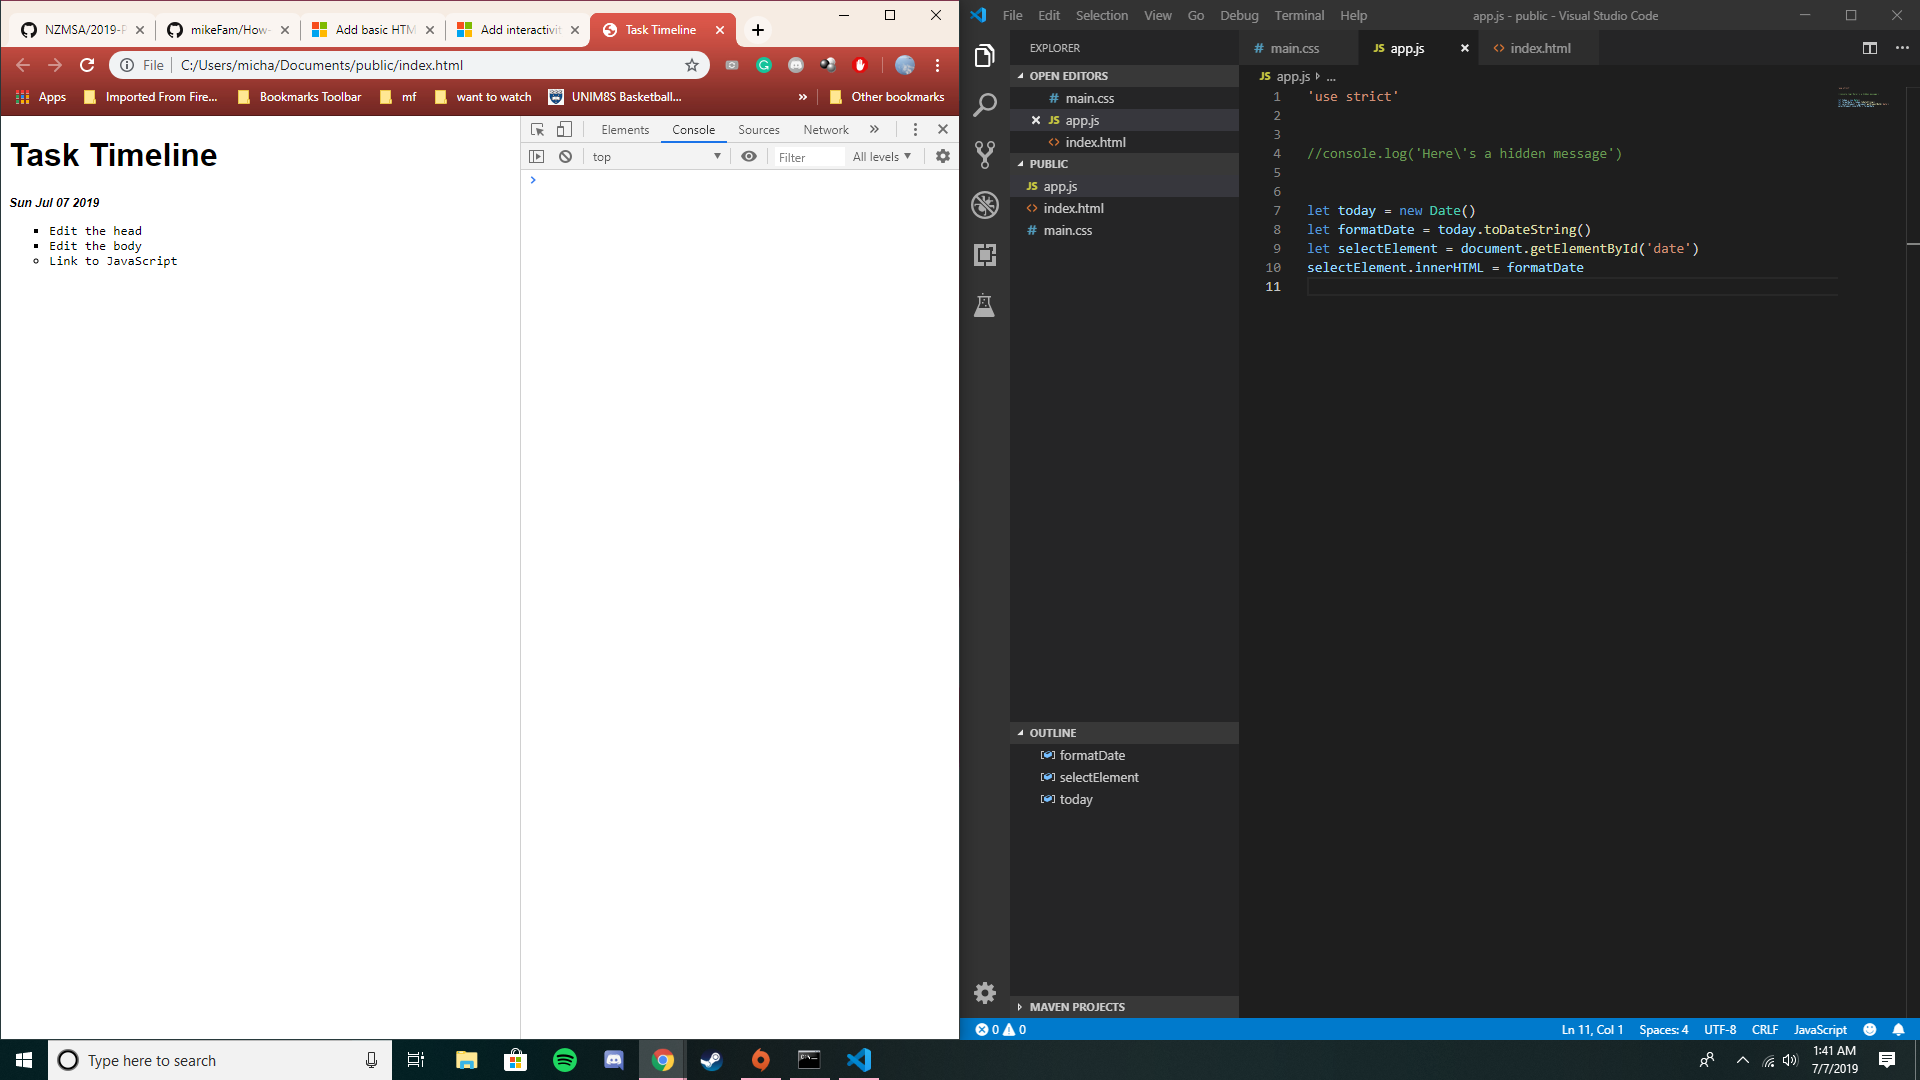 NZMSA/2019-P
mikeFam/How-
Add basic HTM
Add interactivit
Task Timeline
File
C:/Users/micha/Documents/public/index.html
Apps
Imported From Fire...
Bookmarks Toolbar
mf
want to watch
UNIM8S Basketball...
»
Other bookmarks
Task Timeline
Sun Jul 07 2019
Edit the head
Edit the body
Link to JavaScript
Elements
Console
Sources
Network
»
top
Filter
All levels
File Edit Selection View Go Debug Terminal Help
app.js - public - Visual Studio Code
EXPLORER
OPEN EDITORS
# main.css
JS app.js
<> index.html
PUBLIC
JS app.js
<> index.html
# main.css
OUTLINE
formatDate
selectElement
today
MAVEN PROJECTS
# main.css
JS app.js
<> index.html
JS app.js › ...
1 'use strict'
2
3
4 //console.log('Here\'s a hidden message')
5
6
7 let today = new Date()
8 let formatDate = today.toDateString()
9 let selectElement = document.getElementById('date')
10 selectElement.innerHTML = formatDate
11
0 0
Ln 11, Col 1
Spaces: 4
UTF-8
CRLF
JavaScript
Type here to search
1:41 AM
7/7/2019